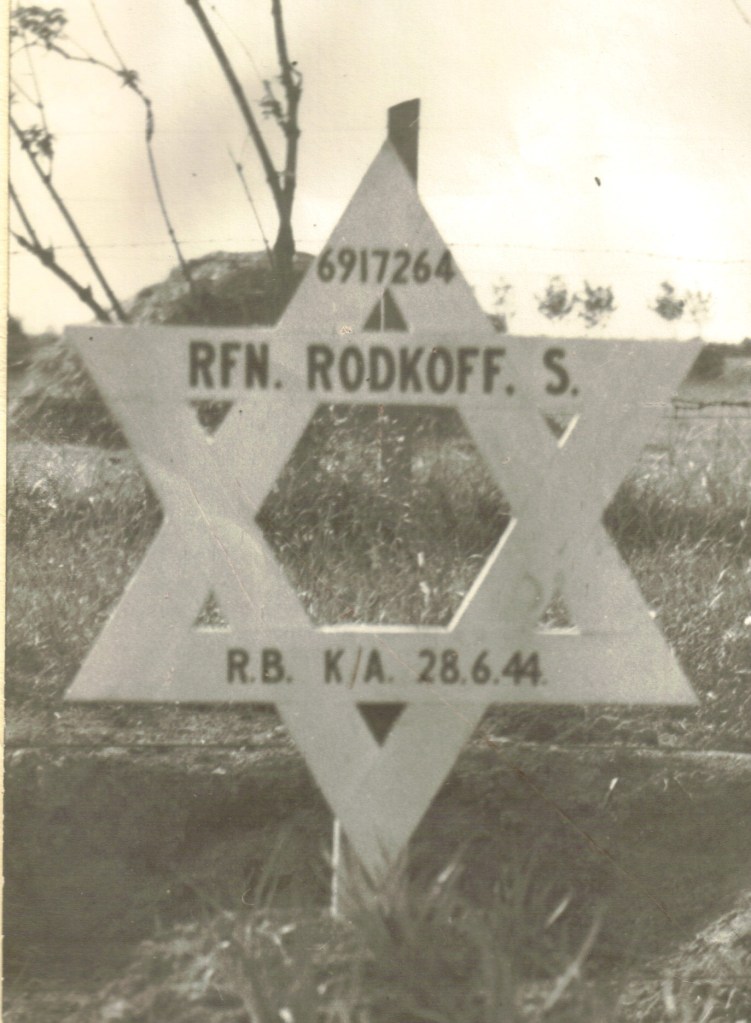 6917264
RFN. RODKOFF. S.
R.B. K/A. 28.6.44.